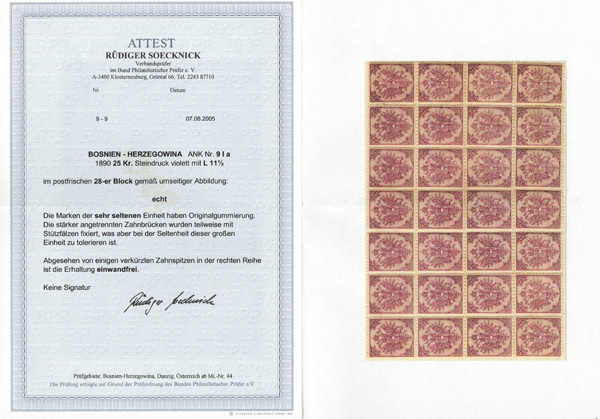 ATTEST
RÜDIGER SOECKNICK
Verbandsprüfer
im Bund Philatelistischer Prüfer e. V.
A-3400 Klosterneuburg, Grüntal 66, Tel. 2243 87710
Nr. Datum
9 - 9 07.08.2005
BOSNIEN - HERZEGOWINA ANK Nr. 9 I a
1890 25 Kr. Steindruck violett mit L 11½
im postfrischen 28-er Block gemäß umseitiger Abbildung:
echt
Die Marken der sehr seltenen Einheit haben Originalgummierung.
Die stärker angetrennten Zahnbrücken wurden teilweise mit
Stützfälzen fixiert, was aber bei der Seltenheit dieser großen
Einheit zu tolerieren ist.
Abgesehen von einigen verkürzten Zahnspitzen in der rechten Reihe
ist die Erhaltung einwandfrei.
Keine Signatur
Rüdiger Soecknick
Prüfgebiete: Bosnien-Herzegowina, Danzig, Österreich ab Mi.-Nr. 44
Die Prüfung erfolgte auf Grund der Prüfordnung des Bundes Philatelistischer Prüfer e.V.